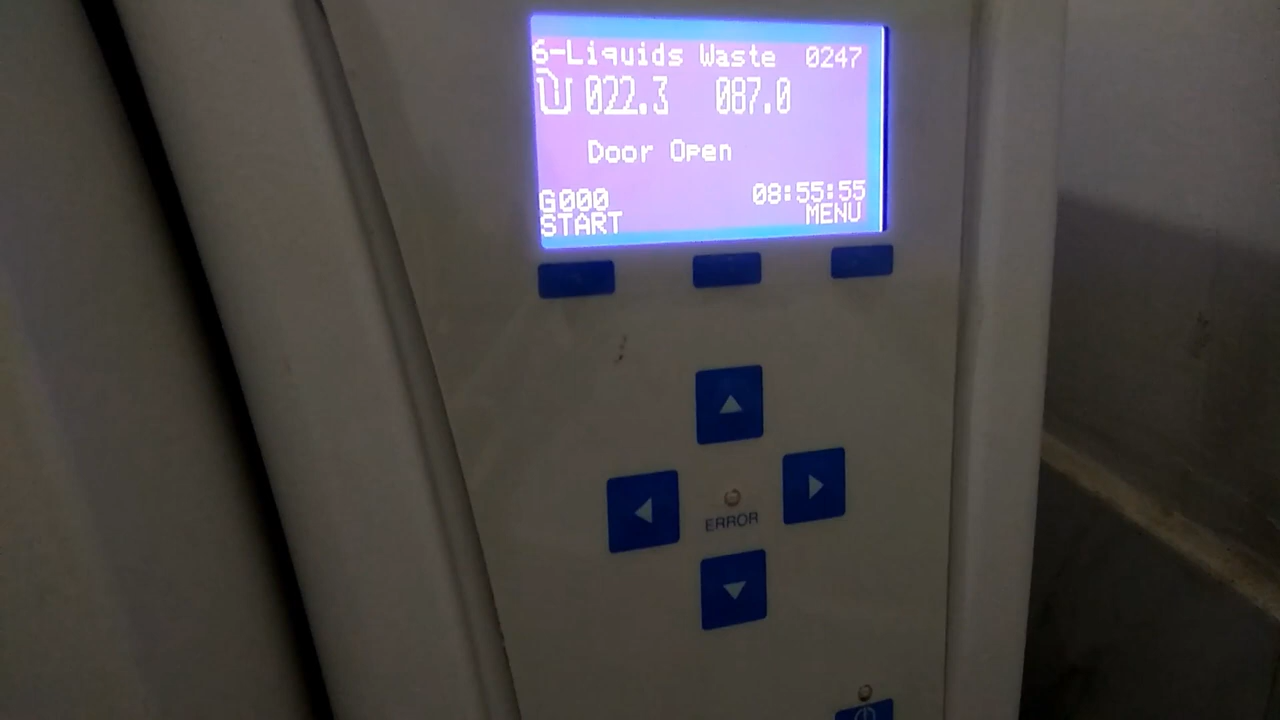 6-Liquids Waste 0247
022.3 087.0
Door Open
G000 08:55:55
START MENU
ERROR